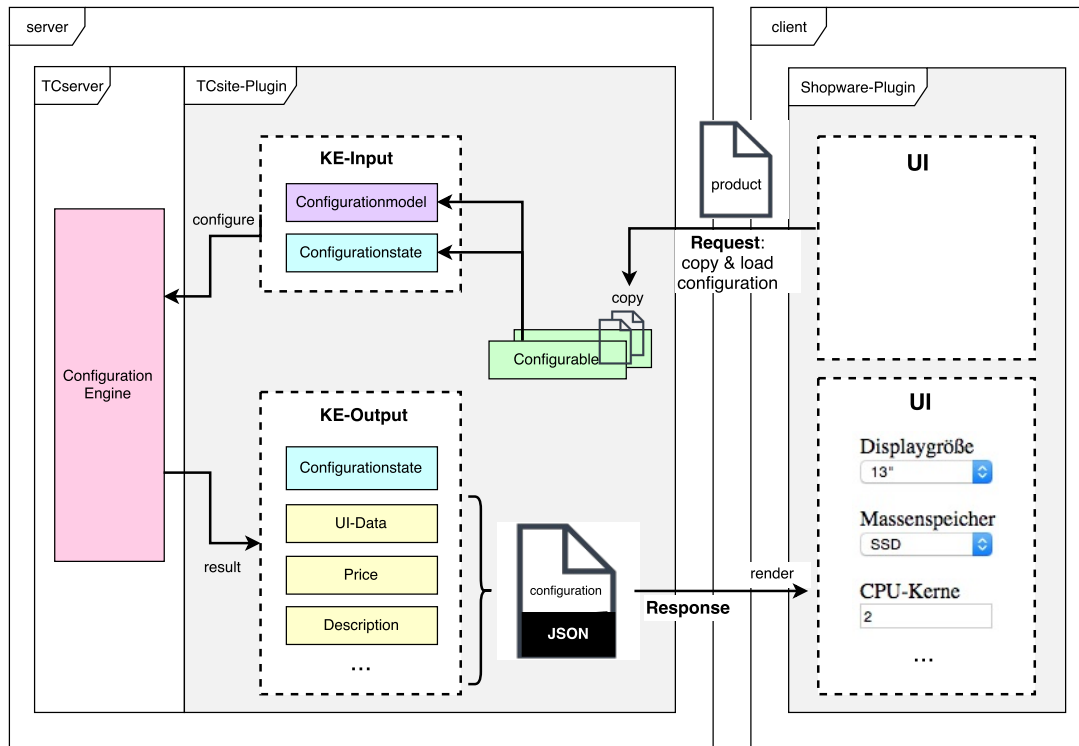 server
client
TCserver
TCsite-Plugin
Shopware-Plugin
KE-Input
Configurationmodel
Configurationstate
configure
Configuration
Engine
product
Request:
copy & load
configuration
copy
Configurable
UI
KE-Output
Configurationstate
UI-Data
Price
Description
...
result
configuration
JSON
Response
render
UI
Displaygröße
13"
Massenspeicher
SSD
CPU-Kerne
2
...